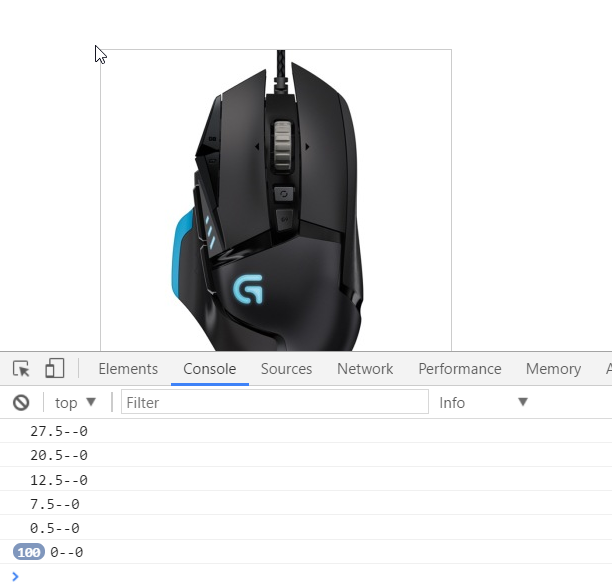 G
Elements Console Sources Network Performance Memory A
top ▼ Filter Info ▼
27.5--0
20.5--0
12.5--0
7.5--0
0.5--0
100 0--0